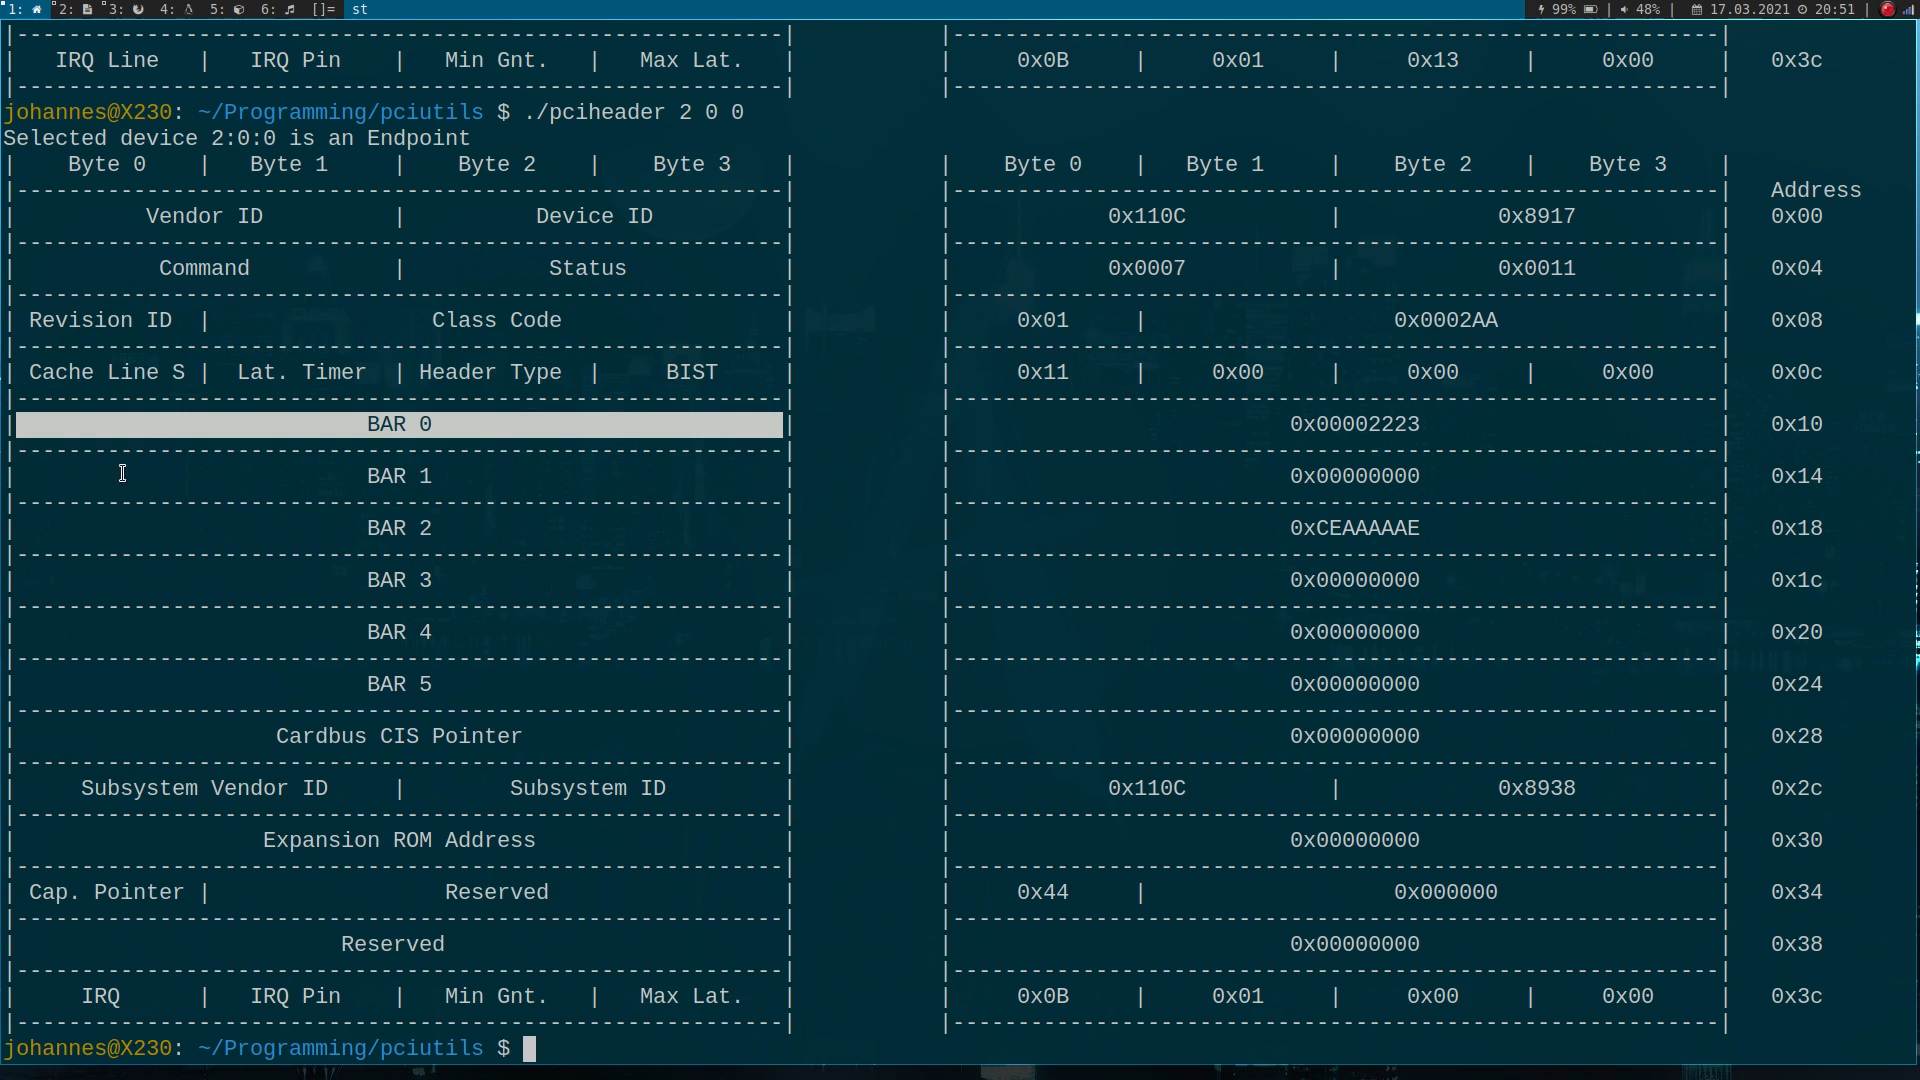 1: 2: 3: 4: 5: 6: []= st 99% | 48% | 17.03.2021 20:51 |
|-----------------------------------------------------------| |-----------------------------------------------------------|
| IRQ Line | IRQ Pin | Min Gnt. | Max Lat. | | 0x0B | 0x01 | 0x13 | 0x00 | 0x3c
|-----------------------------------------------------------| |-----------------------------------------------------------|
johannes@X230: ~/Programming/pciutils $ ./pciheader 2 0 0
Selected device 2:0:0 is an Endpoint
| Byte 0 | Byte 1 | Byte 2 | Byte 3 | | Byte 0 | Byte 1 | Byte 2 | Byte 3 |
|-----------------------------------------------------------| |-----------------------------------------------------------| Address
| Vendor ID | Device ID | | 0x110C | 0x8917 | 0x00
|-----------------------------------------------------------| |-----------------------------------------------------------|
| Command | Status | | 0x0007 | 0x0011 | 0x04
|-----------------------------------------------------------| |-----------------------------------------------------------|
| Revision ID | Class Code | | 0x01 | 0x0002AA | 0x08
|-----------------------------------------------------------| |-----------------------------------------------------------|
| Cache Line S | Lat. Timer | Header Type | BIST | | 0x11 | 0x00 | 0x00 | 0x00 | 0x0c
|-----------------------------------------------------------| |-----------------------------------------------------------|
| BAR 0 | | 0x00002223 | 0x10
|-----------------------------------------------------------| |-----------------------------------------------------------|
| BAR 1 | | 0x00000000 | 0x14
|-----------------------------------------------------------| |-----------------------------------------------------------|
| BAR 2 | | 0xCEAAAAAE | 0x18
|-----------------------------------------------------------| |-----------------------------------------------------------|
| BAR 3 | | 0x00000000 | 0x1c
|-----------------------------------------------------------| |-----------------------------------------------------------|
| BAR 4 | | 0x00000000 | 0x20
|-----------------------------------------------------------| |-----------------------------------------------------------|
| BAR 5 | | 0x00000000 | 0x24
|-----------------------------------------------------------| |-----------------------------------------------------------|
| Cardbus CIS Pointer | | 0x00000000 | 0x28
|-----------------------------------------------------------| |-----------------------------------------------------------|
| Subsystem Vendor ID | Subsystem ID | | 0x110C | 0x8938 | 0x2c
|-----------------------------------------------------------| |-----------------------------------------------------------|
| Expansion ROM Address | | 0x00000000 | 0x30
|-----------------------------------------------------------| |-----------------------------------------------------------|
| Cap. Pointer | Reserved | | 0x44 | 0x000000 | 0x34
|-----------------------------------------------------------| |-----------------------------------------------------------|
| Reserved | | 0x00000000 | 0x38
|-----------------------------------------------------------| |-----------------------------------------------------------|
| IRQ | IRQ Pin | Min Gnt. | Max Lat. | | 0x0B | 0x01 | 0x00 | 0x00 | 0x3c
|-----------------------------------------------------------| |-----------------------------------------------------------|
johannes@X230: ~/Programming/pciutils $